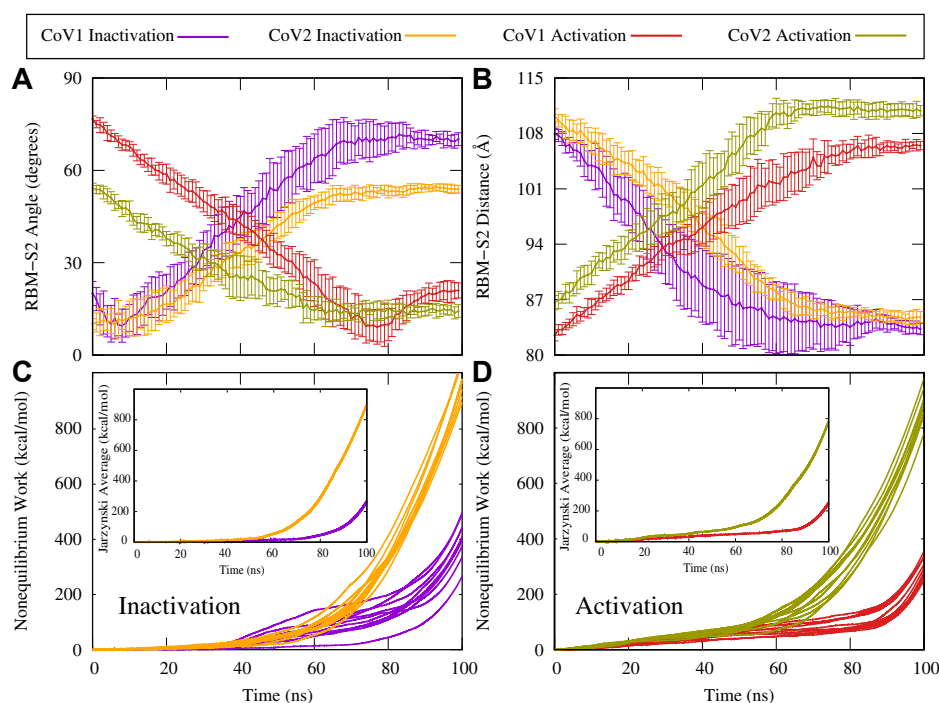 CoV1 Inactivation CoV2 Inactivation CoV1 Activation CoV2 Activation
A
RBM−S2 Angle (degrees)
90
60
30
0
B
RBM−S2 Distance (Å)
115
108
101
94
87
80
C
Nonequilibrium Work (kcal/mol)
800
600
400
200
0
0 20 40 60 80 100
Time (ns)
Inactivation
Jarzynski Average (kcal/mol)
800
600
400
200
0
0 20 40 60 80 100
Time (ns)
D
Nonequilibrium Work (kcal/mol)
800
600
400
200
0
0 20 40 60 80 100
Time (ns)
Activation
Jarzynski Average (kcal/mol)
800
600
400
200
0
0 20 40 60 80 100
Time (ns)